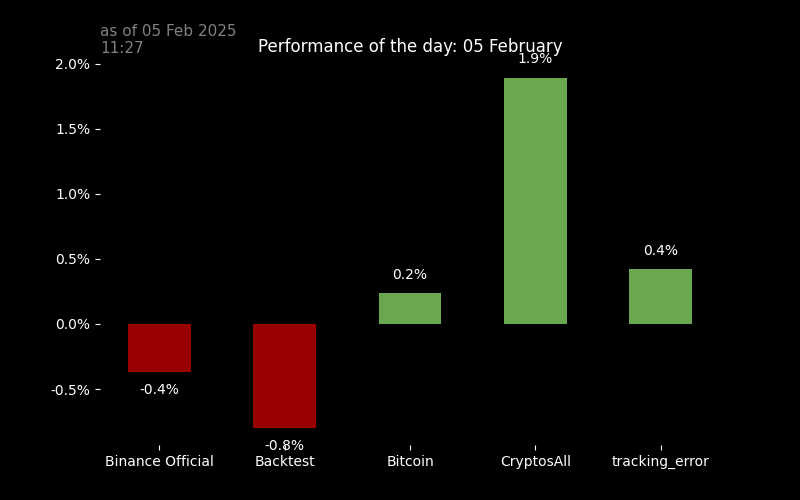 as of 05 Feb 2025
11:27
Performance of the day: 05 February
2.0%
1.5%
1.0%
0.5%
0.0%
-0.5%
-0.4%
-0.8%
0.2%
1.9%
0.4%
Binance Official
Backtest
Bitcoin
CryptosAll
tracking_error